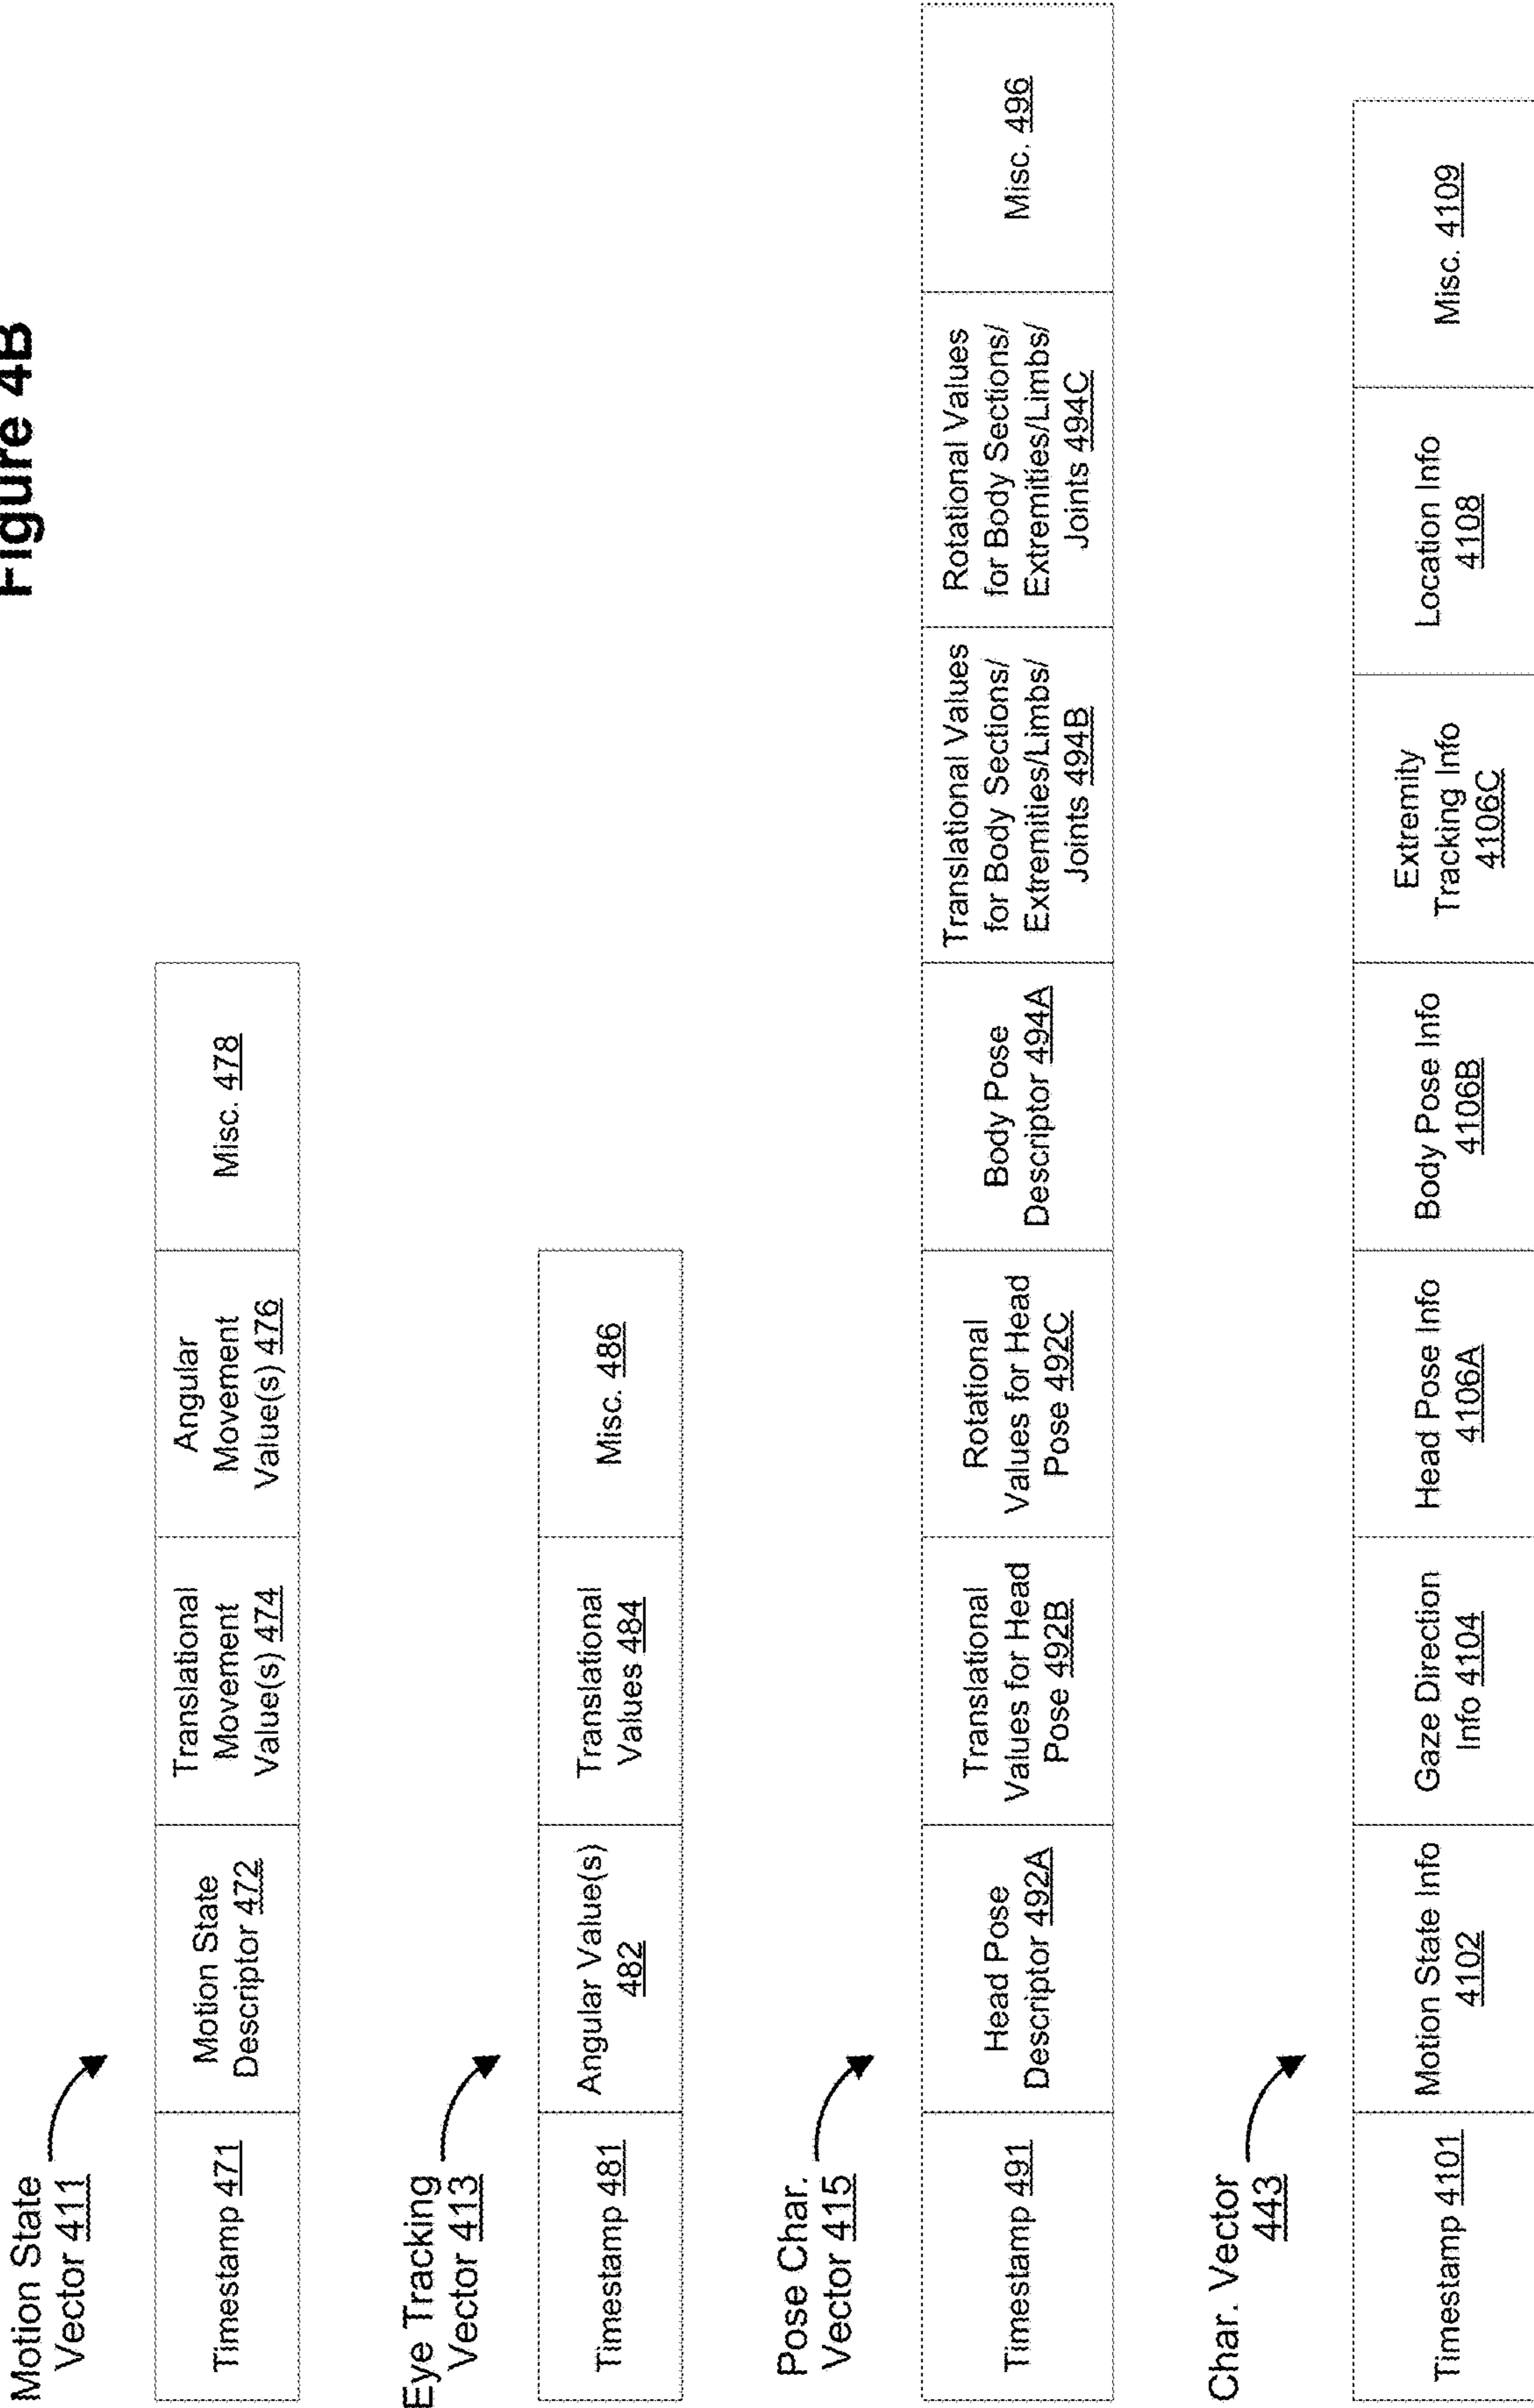 Figure 4B
Motion State
Vector 411
Timestamp 471
Motion State
Descriptor 472
Translational
Movement
Value(s) 474
Angular
Movement
Value(s) 476
Misc. 478
Eye Tracking
Vector 413
Timestamp 481
Angular Value(s)
482
Translational
Values 484
Misc. 486
Pose Char.
Vector 415
Timestamp 491
Head Pose
Descriptor 492A
Translational
Values for Head
Pose 492B
Rotational
Values for Head
Pose 492C
Body Pose
Descriptor 494A
Translational Values
for Body Sections/
Extremities/Limbs/
Joints 494B
Rotational Values
for Body Sections/
Extremities/Limbs/
Joints 494C
Misc. 496
Char. Vector
443
Timestamp 4101
Motion State Info
4102
Gaze Direction
Info 4104
Head Pose Info
4106A
Body Pose Info
4106B
Extremity
Tracking Info
4106C
Location Info
4108
Misc. 4109